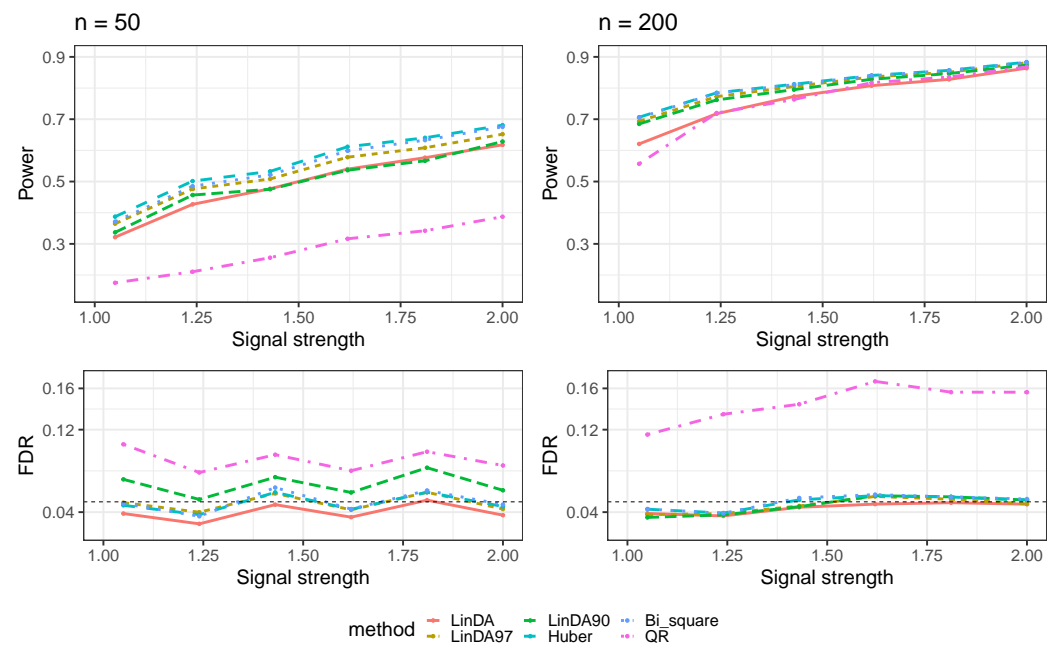 n = 50
n = 200
0.9
0.7
0.5
0.3
Power
1.00 1.25 1.50 1.75 2.00
Signal strength
0.9
0.7
0.5
0.3
Power
1.00 1.25 1.50 1.75 2.00
Signal strength
0.16
0.12
0.04
FDR
1.00 1.25 1.50 1.75 2.00
Signal strength
0.16
0.12
0.04
FDR
1.00 1.25 1.50 1.75 2.00
Signal strength
method
LinDA LinDA90 Bi_square
LinDA97 Huber QR